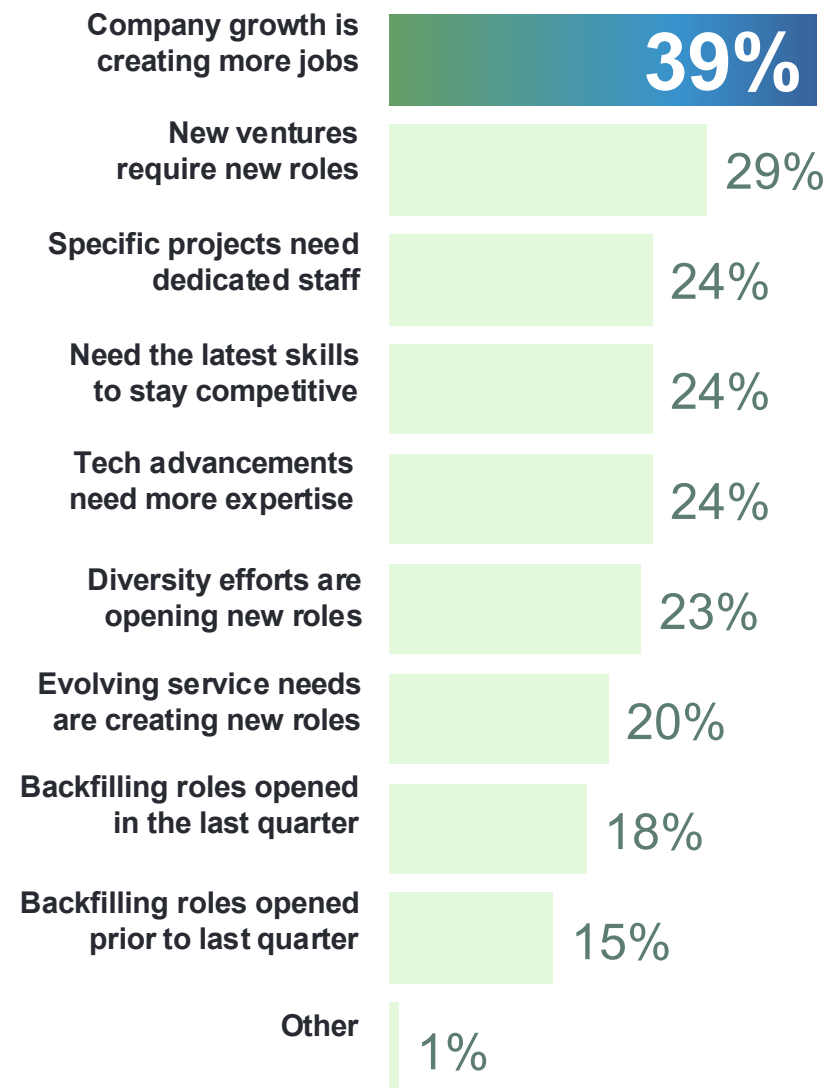 Company growth is
creating more jobs
39%
New ventures
require new roles
29%
Specific projects need
dedicated staff
24%
Need the latest skills
to stay competitive
24%
Tech advancements
need more expertise
24%
Diversity efforts are
opening new roles
23%
Evolving service needs
are creating new roles
20%
Backfilling roles opened
in the last quarter
18%
Backfilling roles opened
prior to last quarter
15%
Other
1%